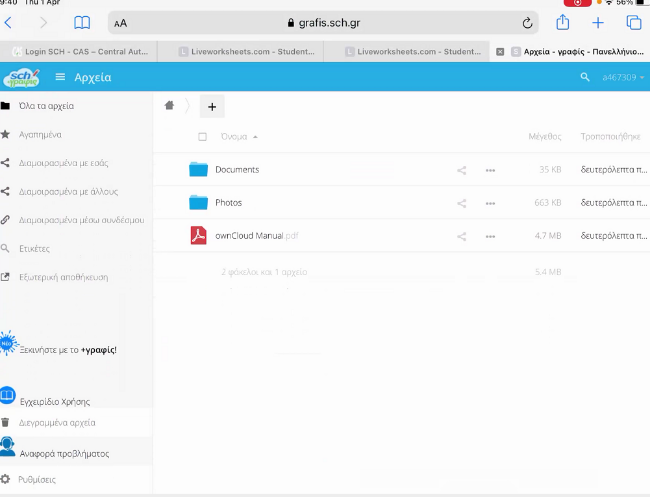 9:40 Thu 1 Apr
56%
AA
grafis.sch.gr
Login SCH - CAS – Central Aut...
L Liveworksheets.com - Student...
L Liveworksheets.com - Student...
S Αρχεία - γραφίς - Πανελλήνιο...
sch
+γραφίς
Αρχεία
a467309
Όλα τα αρχεία
Αγαπημένα
Διαμοιρασμένα με εσάς
Διαμοιρασμένα με άλλους
Διαμοιρασμένα μέσω συνδέσμου
Ετικέτες
Εξωτερική αποθήκευση
Νέο
Ξεκινήστε με το +γραφίς!
Εγχειρίδιο Χρήσης
Διεγραμμένα αρχεία
Αναφορά προβλήματος
Ρυθμίσεις
+
Όνομα
Μέγεθος
Τροποποιήθηκε
Documents
35 KB
δευτερόλεπτα π...
Photos
663 KB
δευτερόλεπτα π...
ownCloud Manual.pdf
4.7 MB
δευτερόλεπτα π...
2 φάκελοι και 1 αρχείο
5.4 MB